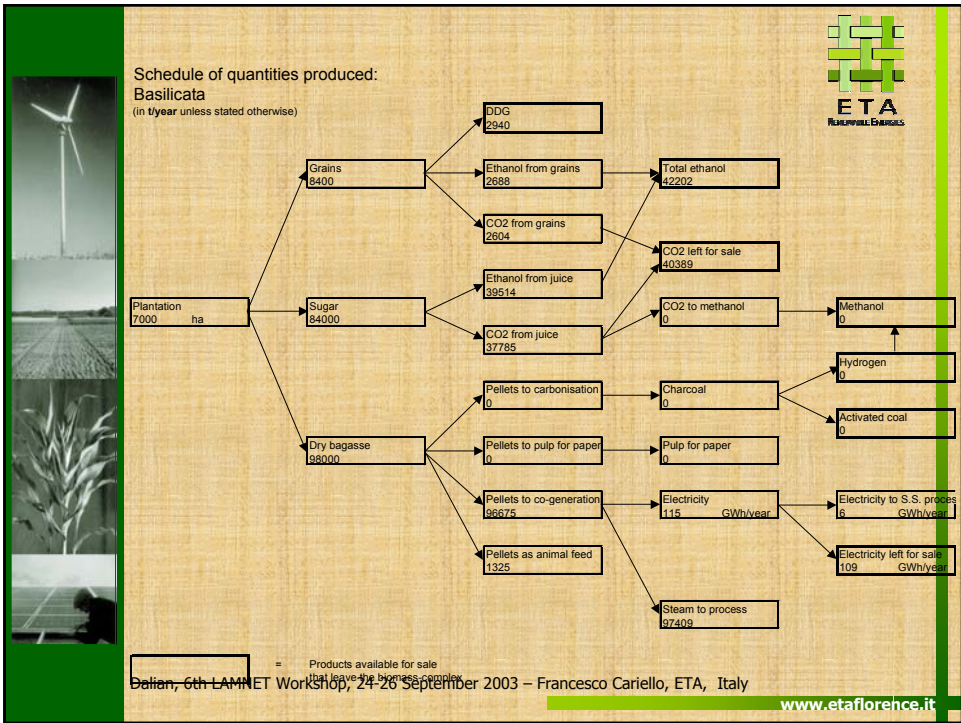 Schedule of quantities produced:
Basilicata
(in t/year unless stated otherwise)
ETA
RENEWABLE ENERGIES
DDG
2940
Grains
8400
Ethanol from grains
2688
Total ethanol
42202
CO2 from grains
2604
CO2 left for sale
40389
Ethanol from juice
39514
Plantation
7000 ha
Sugar
84000
CO2 from juice
37785
CO2 to methanol
0
Methanol
0
Hydrogen
0
Pellets to carbonisation
0
Charcoal
0
Activated coal
0
Dry bagasse
98000
Pellets to pulp for paper
0
Pulp for paper
0
Pellets to co-generation
96675
Electricity
115 GWh/year
Electricity to S.S. proces
6 GWh/year
Pellets as animal feed
1325
Electricity left for sale
109 GWh/year
Steam to process
97409
= Products available for sale
that leave the biomass-complex
Dalian, 6th LAMNET Workshop, 24-26 September 2003 – Francesco Cariello, ETA, Italy
www.etaflorence.it